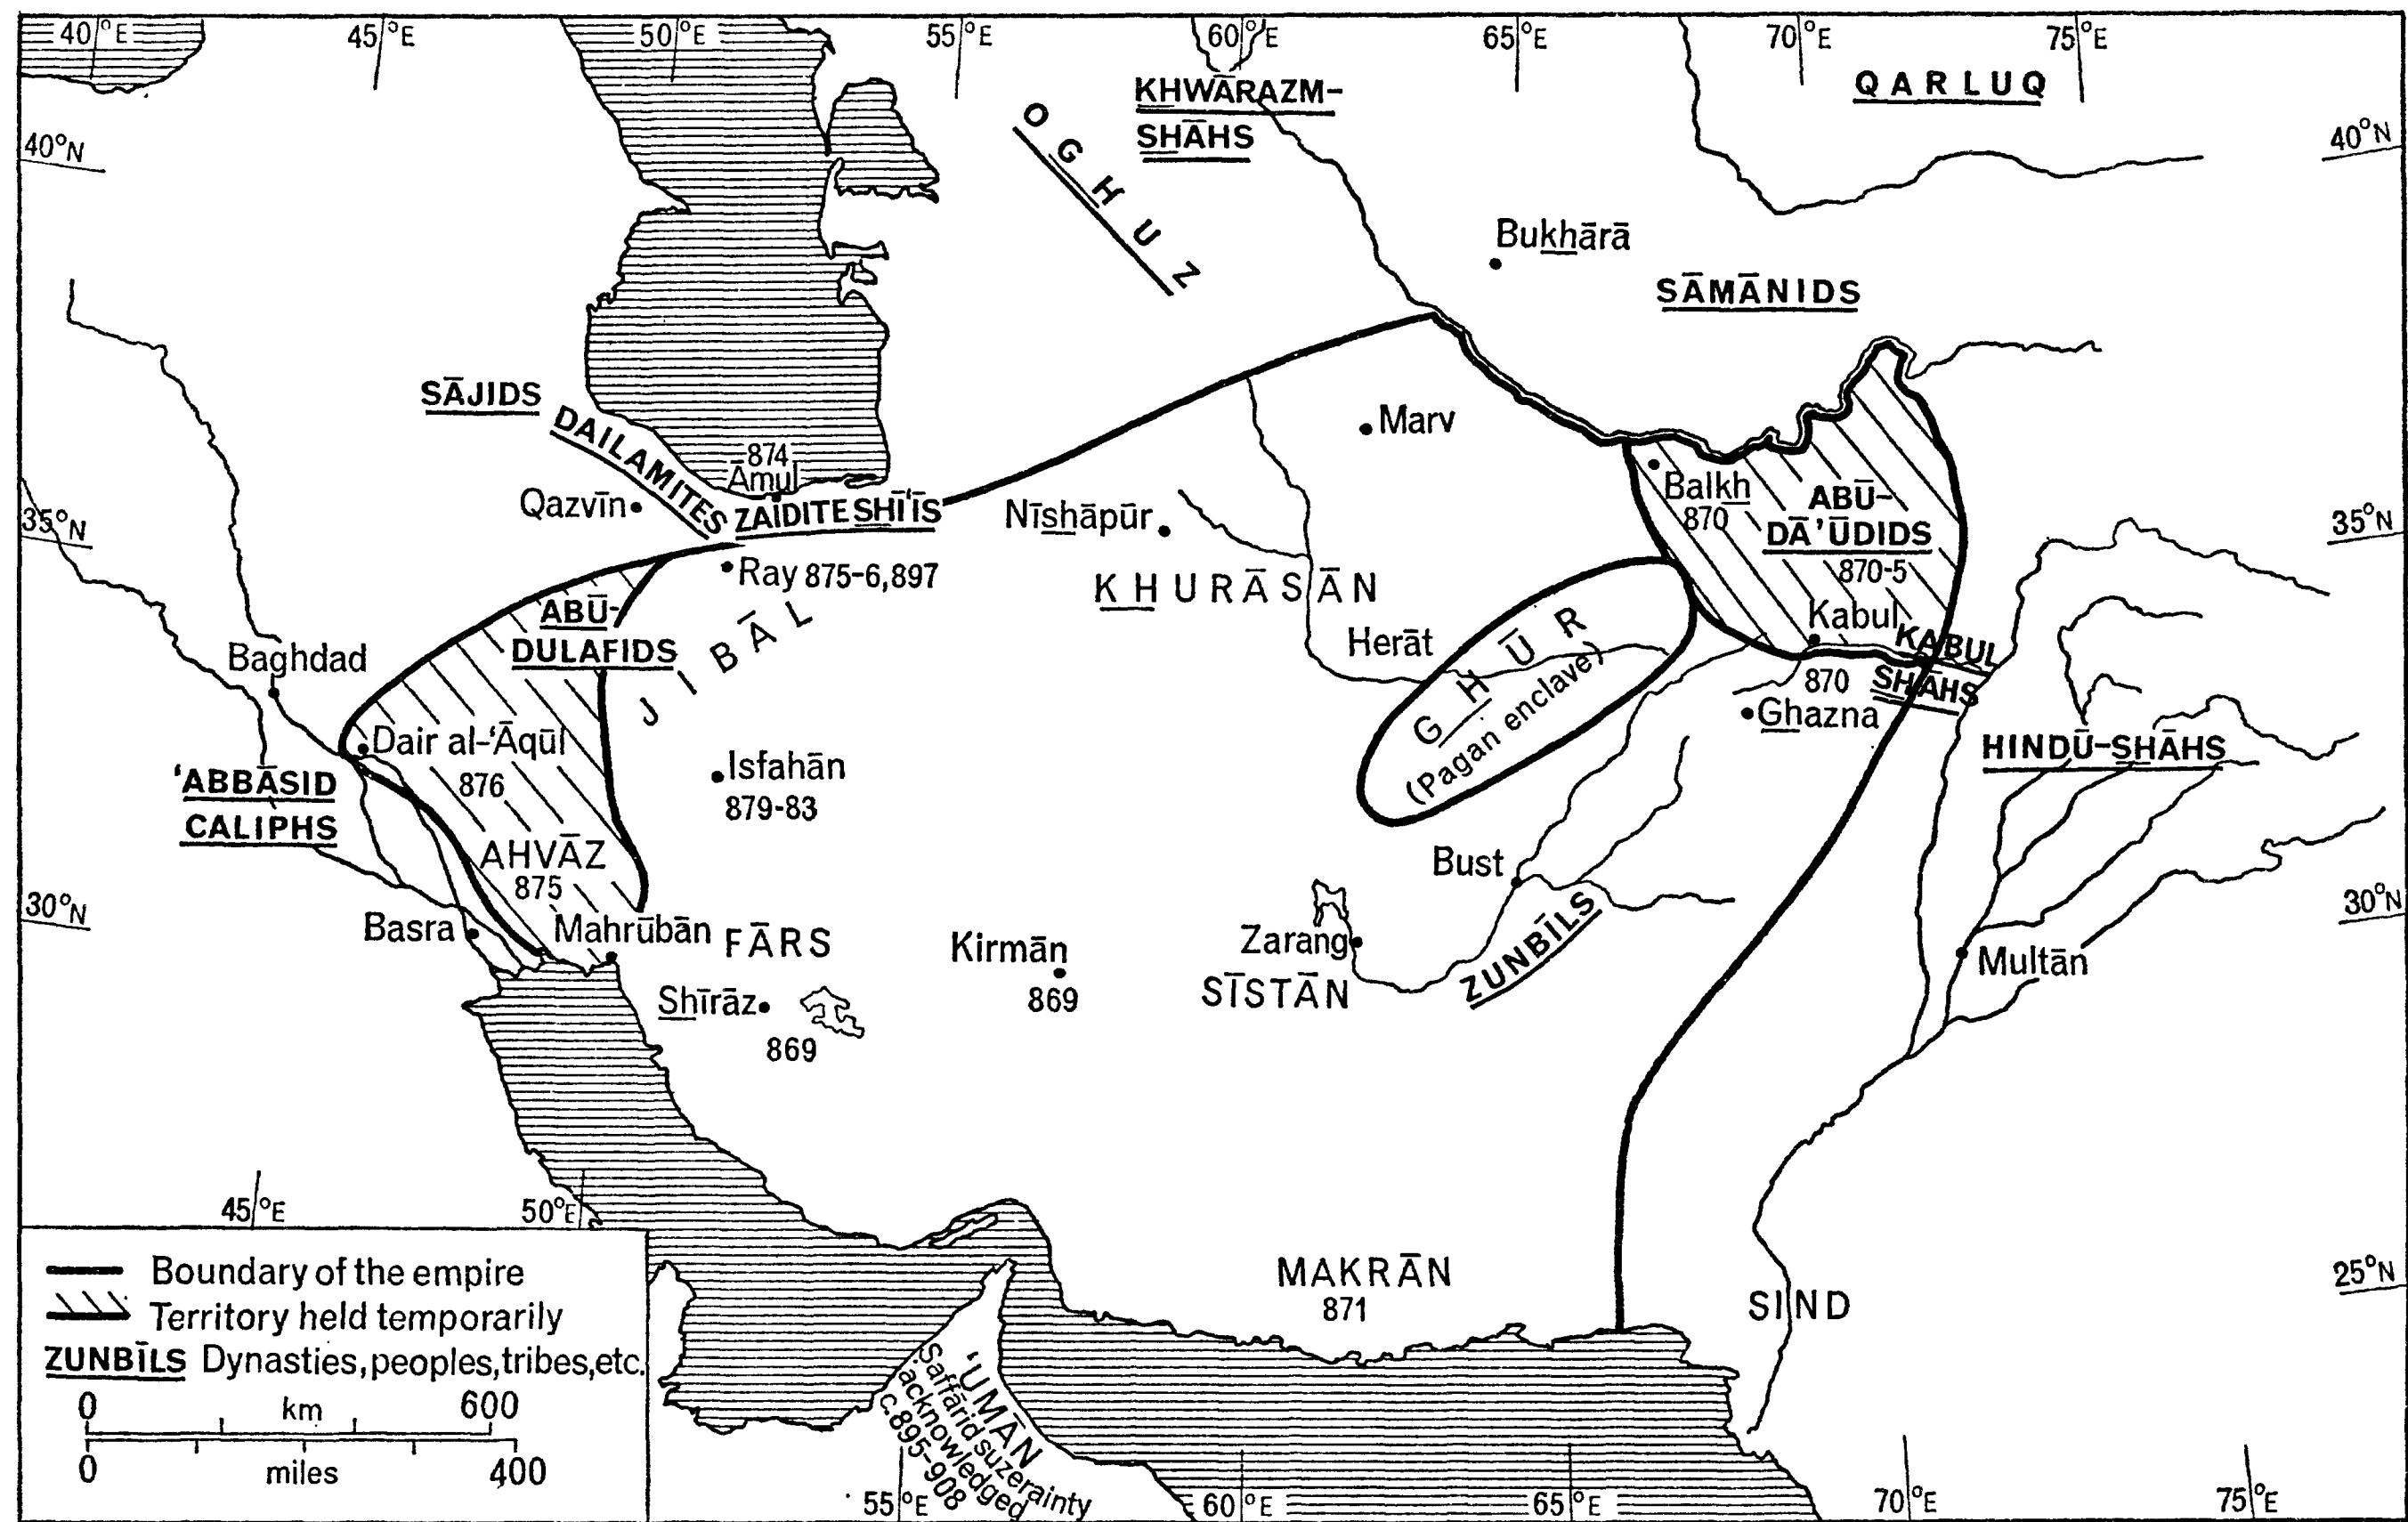 40°E
45°E
50°E
55°E
60°E
65°E
70°E
75°E
40°N
40°N
KHWĀRAZM-
SHĀHS
QARLUQ
OGHUZ
Bukhārā
SĀMĀNIDS
SĀJIDS
DAILAMITES
874
Āmul
Marv
Qazvīn
ZAIDITE SHĪ'ĪS
Nīshāpūr
Balkh
870
ABŪ-
DĀ'ŪDIDS
870-5
35°N
35°N
Ray 875-6,897
KHURĀSĀN
ABŪ-
DULAFIDS
JIBĀL
Herāt
GHŪR
(Pagan enclave)
Kabul
KABUL
SHĀHS
870
Ghazna
Baghdad
Dair al-'Āqūl
876
'ABBĀSID
CALIPHS
Isfahān
879-83
HINDŪ-SHĀHS
AHVĀZ
875
Bust
30°N
30°N
Basra
Mahrūbān
FĀRS
Kirmān
869
Zarang
SĪSTĀN
ZUNBĪLS
Multān
Shīrāz
869
45°E
50°E
MAKRĀN
871
SIND
25°N
Boundary of the empire
Territory held temporarily
ZUNBĪLS Dynasties, peoples, tribes, etc.
0 km 600
0 miles 400
'UMĀN
Saffārid suzerainty
acknowledged
c.895-908
55°E
60°E
65°E
70°E
75°E